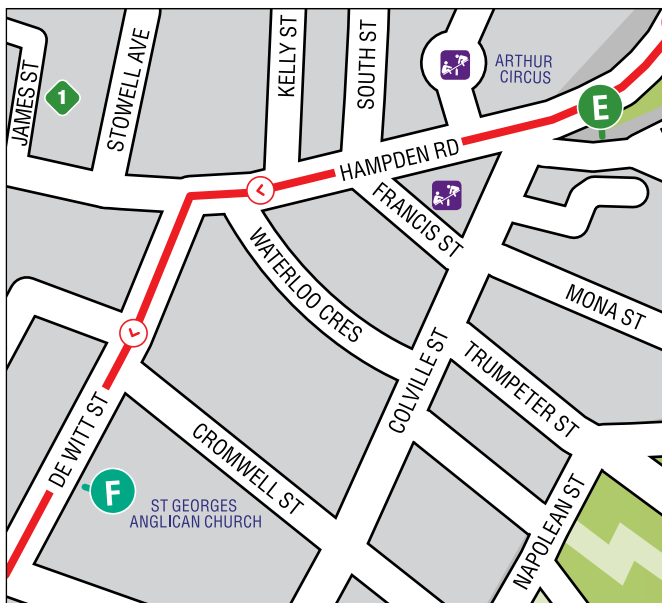 JAMES ST
1
STOWELL AVE
KELLY ST
SOUTH ST
ARTHUR
CIRCUS
E
HAMPDEN RD
FRANCIS ST
WATERLOO CRES
MONA ST
COLVILLE ST
TRUMPETER ST
DE WITT ST
CROMWELL ST
F
ST GEORGES
ANGLICAN CHURCH
NAPOLEAN ST